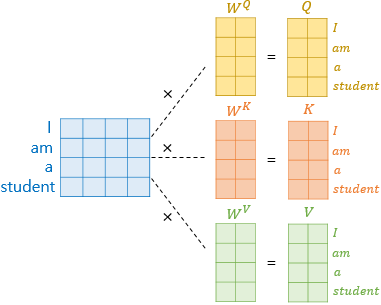 W^Q Q
I
am
= a
student
×
W^K K
I am
am × I
a = a
student student
×
W^V V
I
am
= a
student